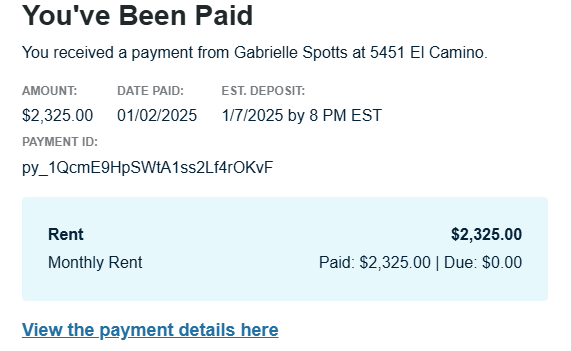 You've Been Paid
You received a payment from Gabrielle Spotts at 5451 El Camino.
AMOUNT: DATE PAID: EST. DEPOSIT:
$2,325.00 01/02/2025 1/7/2025 by 8 PM EST
PAYMENT ID:
py_1QcmE9HpSWtA1ss2Lf4rOKvF
Rent $2,325.00
Monthly Rent Paid: $2,325.00 | Due: $0.00
View the payment details here